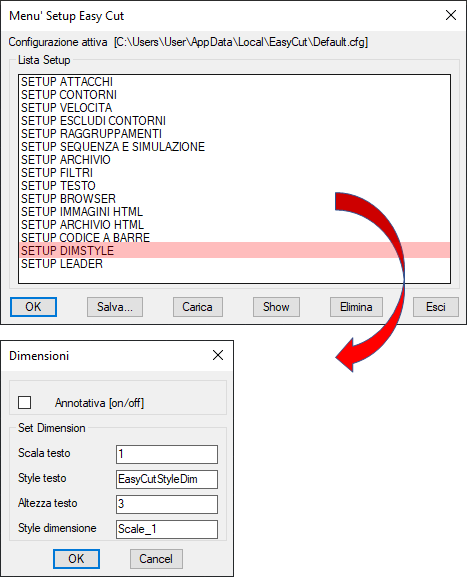 Menu' Setup Easy Cut
Configurazione attiva [C:\Users\User\AppData\Local\EasyCut\Default.cfg]
Lista Setup
SETUP ATTACCHI
SETUP CONTORNI
SETUP VELOCITA
SETUP ESCLUDI CONTORNI
SETUP RAGGRUPPAMENTI
SETUP SEQUENZA E SIMULAZIONE
SETUP ARCHIVIO
SETUP FILTRI
SETUP TESTO
SETUP BROWSER
SETUP IMMAGINI HTML
SETUP ARCHIVIO HTML
SETUP CODICE A BARRE
SETUP DIMSTYLE
SETUP LEADER
OK Salva... Carica Show Elimina Esci
Dimensioni
Annotativa [on/off]
Set Dimension
Scala testo 1
Style testo EasyCutStyleDim
Altezza testo 3
Style dimensione Scale_1
OK Cancel